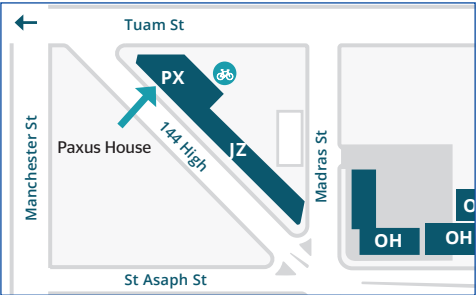 Tuam St
PX
Paxus House
144 High
JZ
Manchester St
Madras St
O
OH
OH
St Asaph St